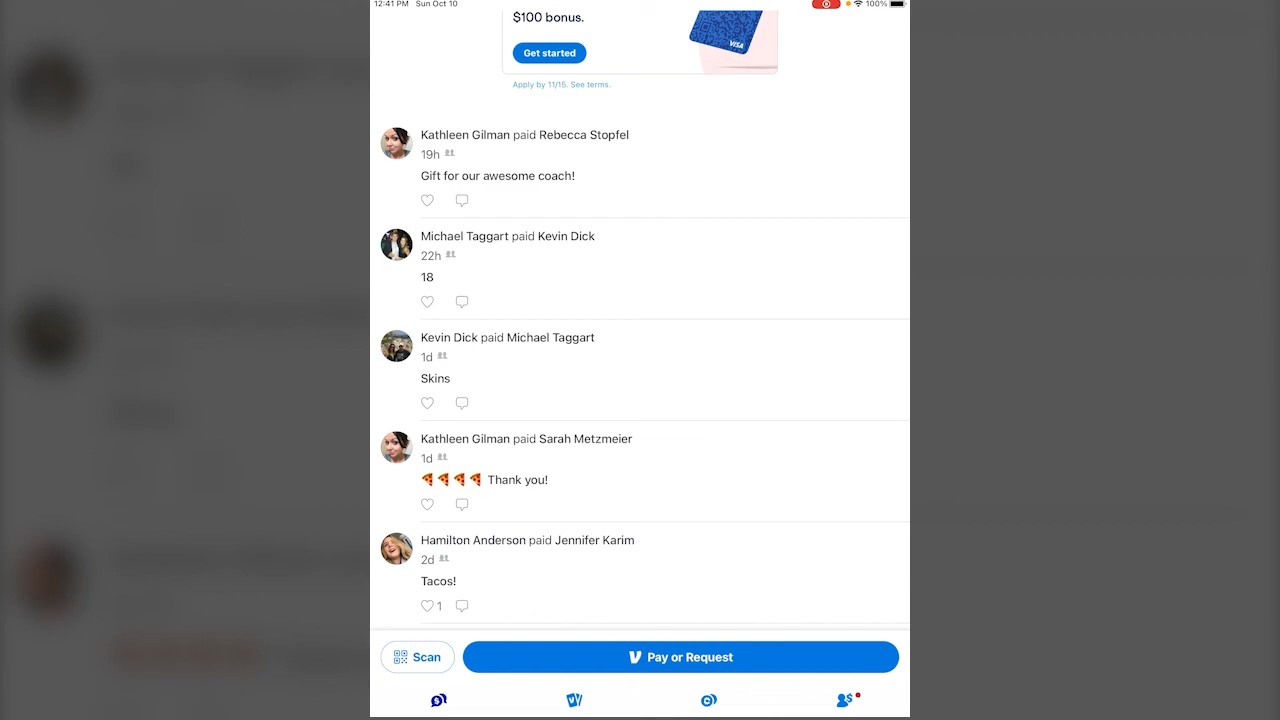 12:41 PM Sun Oct 10 100%
$100 bonus.
VISA
Get started
Apply by 11/15. See terms.
Kathleen Gilman paid Rebecca Stopfel
19h
Gift for our awesome coach!
Michael Taggart paid Kevin Dick
22h
18
Kevin Dick paid Michael Taggart
1d
Skins
Kathleen Gilman paid Sarah Metzmeier
1d
🍕 🍕 🍕 🍕 Thank you!
Hamilton Anderson paid Jennifer Karim
2d
Tacos!
1
Scan
Pay or Request